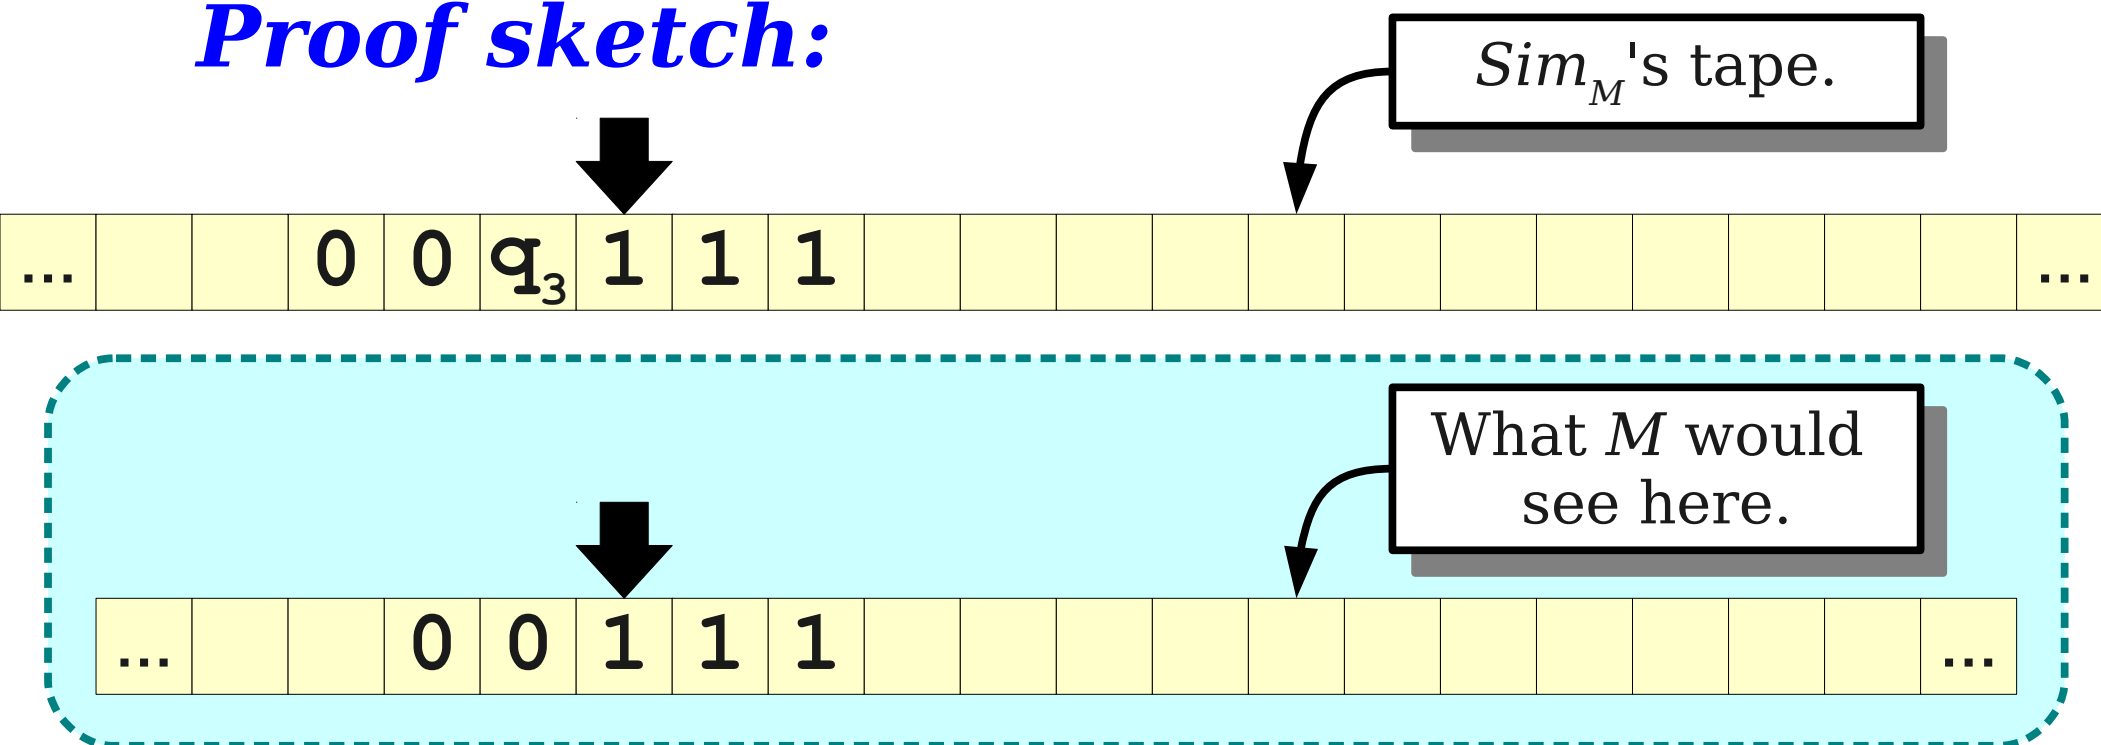 Proof sketch:
Sim_M's tape.
... 0 0 q₃ 1 1 1 ...
What M would
see here.
... 0 0 1 1 1 ...